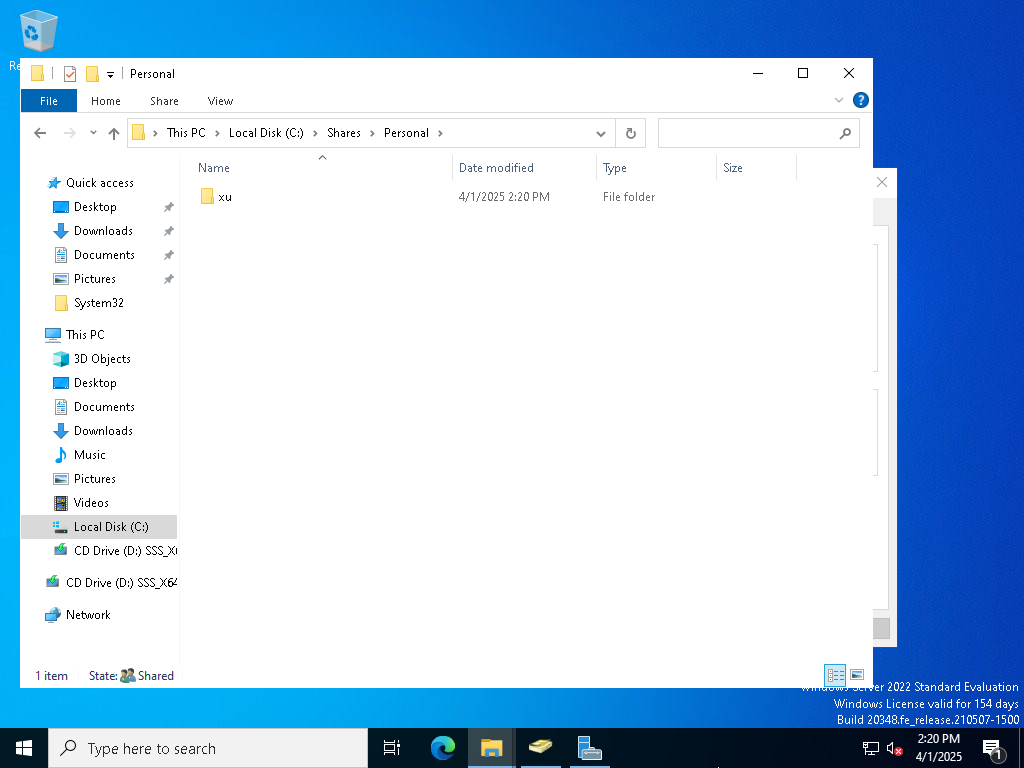 Personal
File
Home
Share
View
This PC
Local Disk (C:)
Shares
Personal
Name
Date modified
Type
Size
xu
4/1/2025 2:20 PM
File folder
Quick access
Desktop
Downloads
Documents
Pictures
System32
This PC
3D Objects
Desktop
Documents
Downloads
Music
Pictures
Videos
Local Disk (C:)
CD Drive (D:) SSS_X6
CD Drive (D:) SSS_X64
Network
1 item
State:
Shared
Windows Server 2022 Standard Evaluation
Windows License valid for 154 days
Build 20348.fe_release.210507-1500
Type here to search
2:20 PM
4/1/2025
1